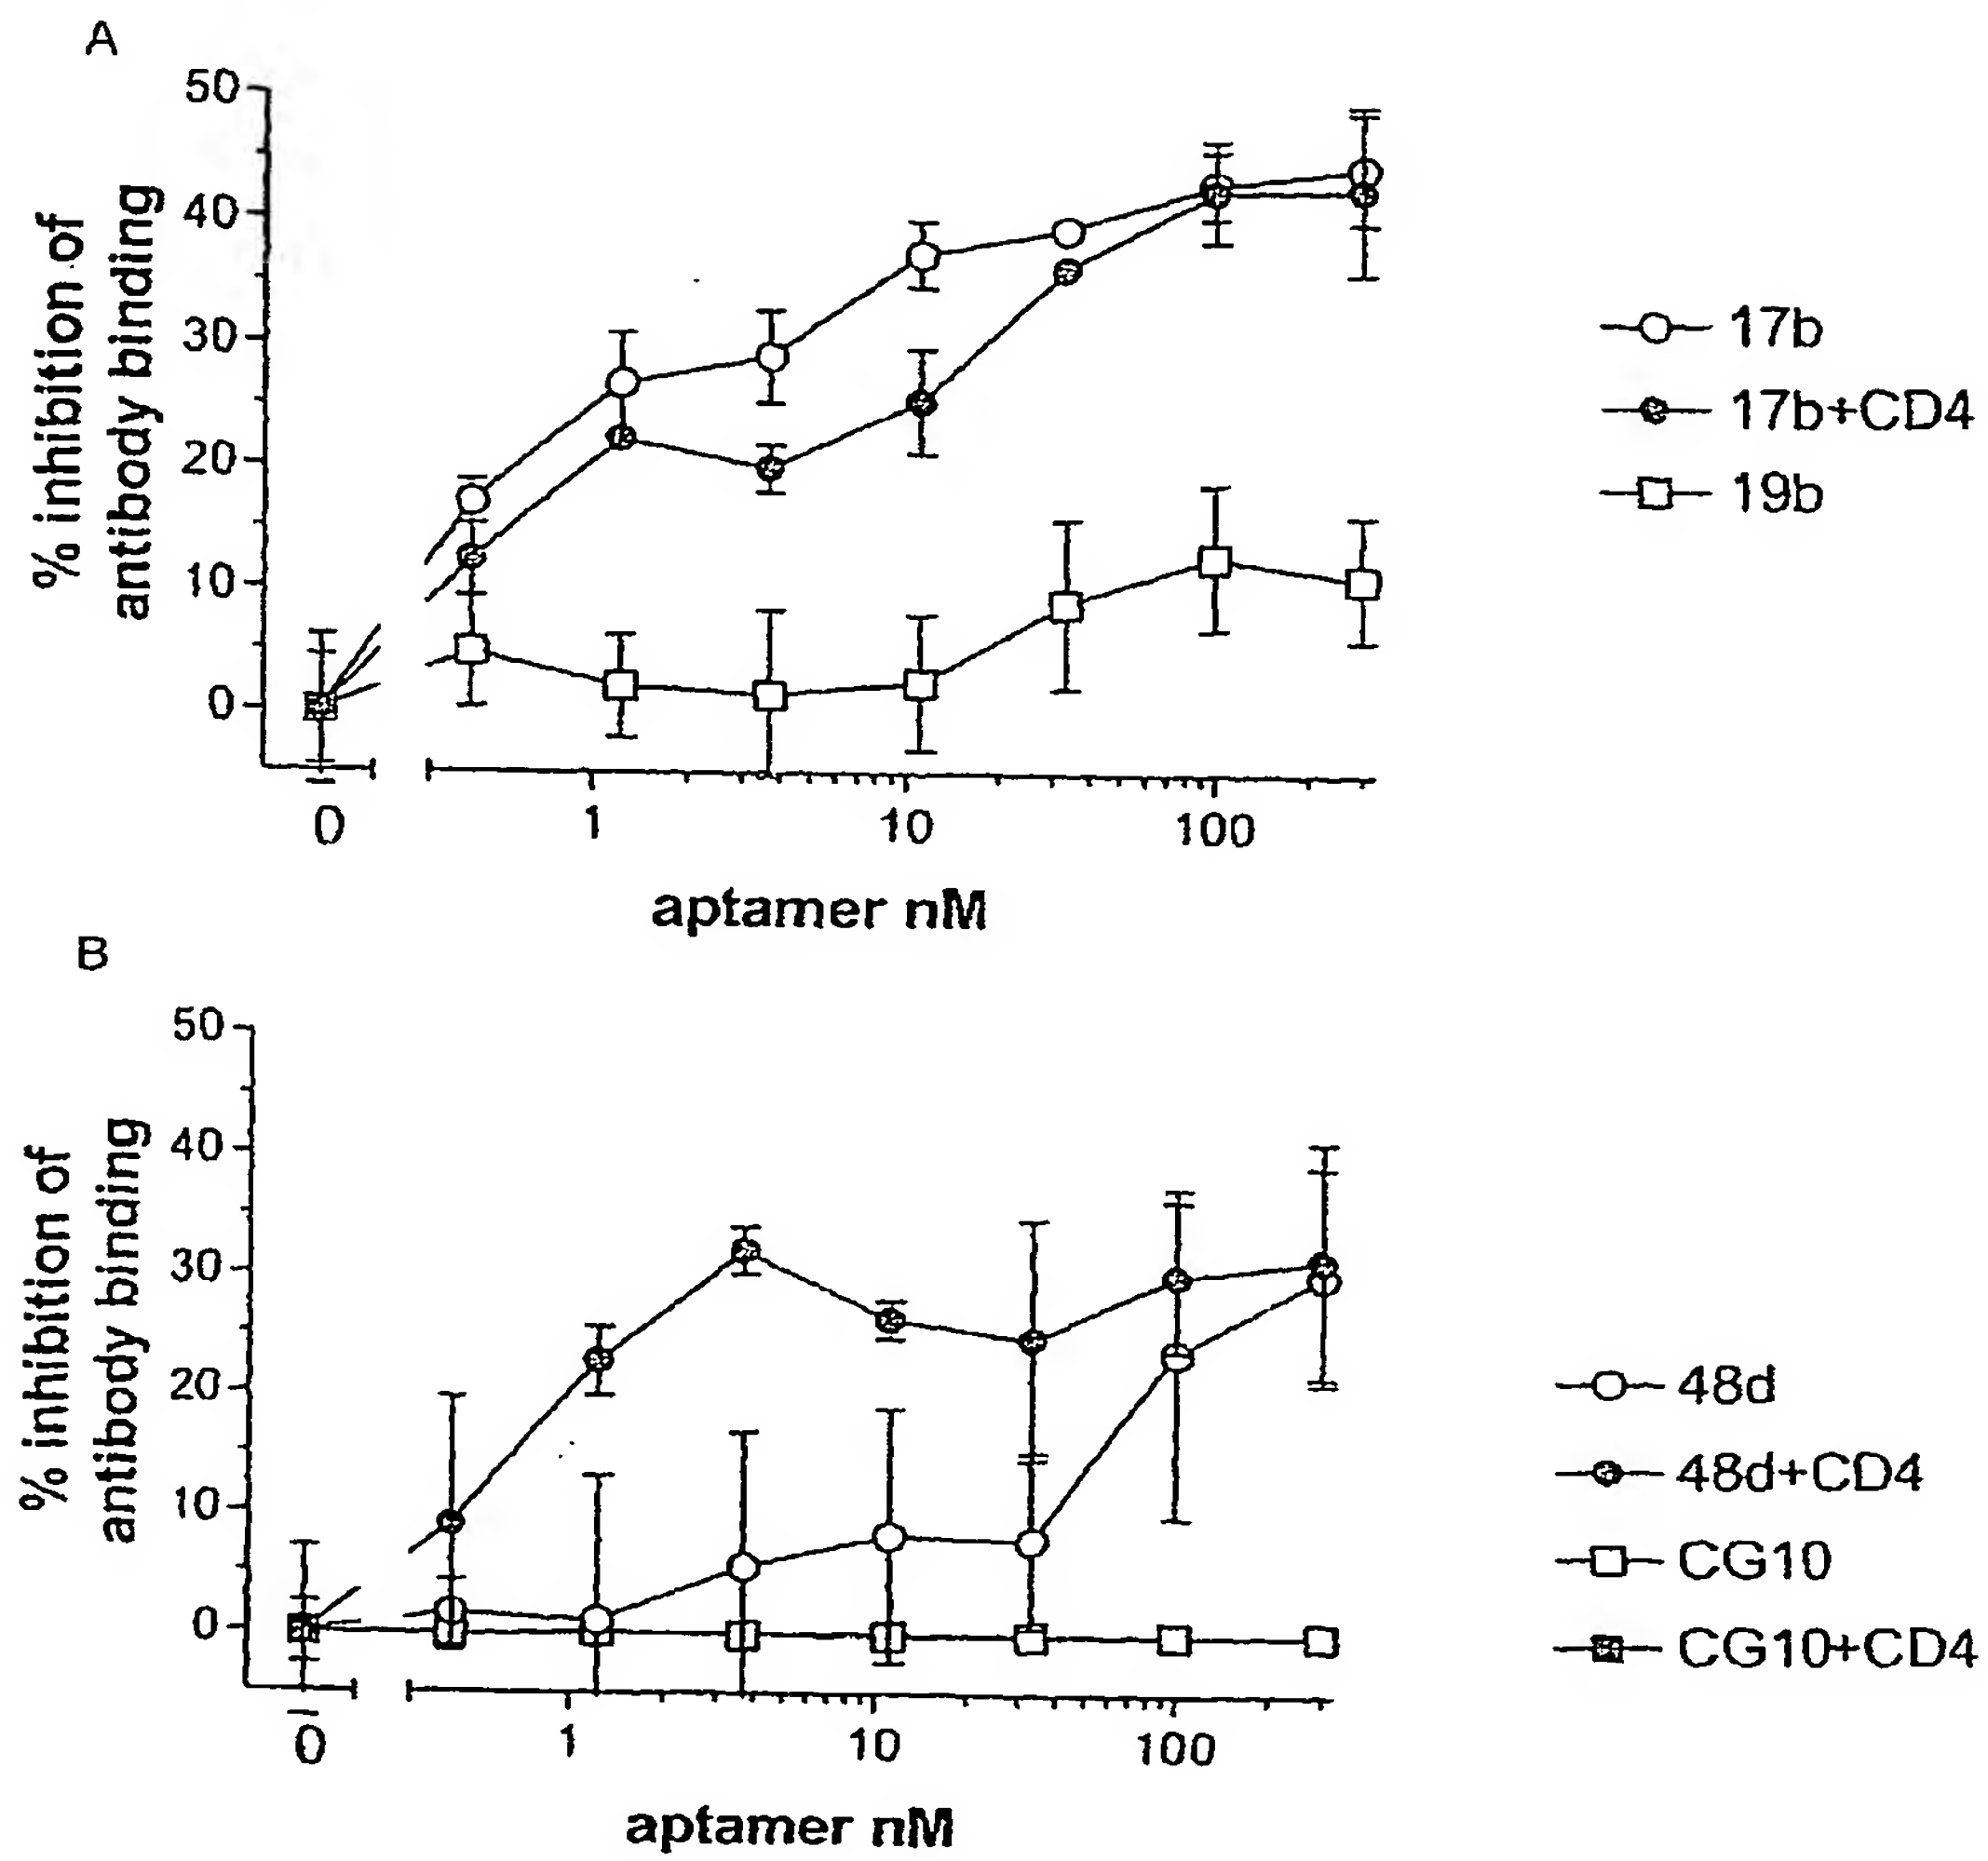 A
50
40
30
20
10
0
% inhibition of
antibody binding
0 1 10 100
aptamer nM
17b
17b+CD4
19b
B
50
40
30
20
10
0
% inhibition of
antibody binding
0 1 10 100
aptamer nM
48d
48d+CD4
CG10
CG10+CD4